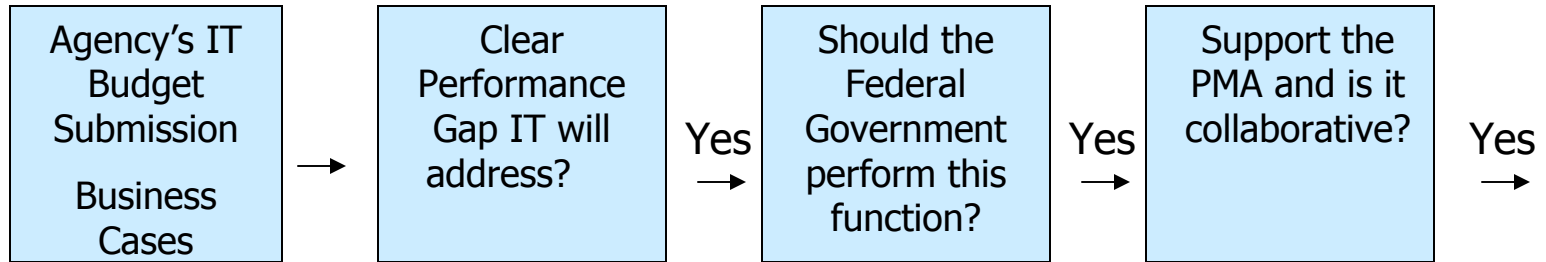 Agency's IT
Budget
Submission
Business
Cases
Clear
Performance
Gap IT will
address?
Yes
Should the
Federal
Government
perform this
function?
Yes
Support the
PMA and is it
collaborative?
Yes